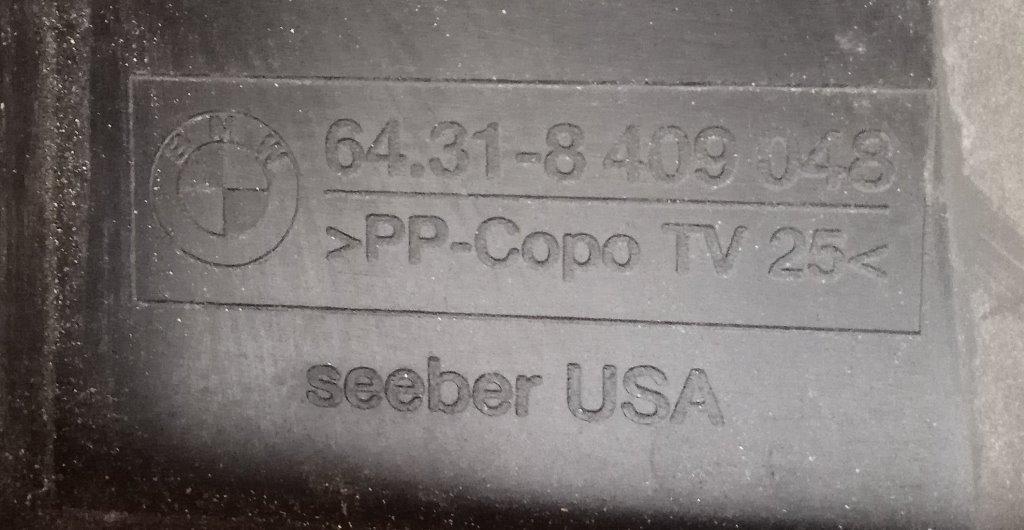 BMW
64.31-8 409 048
>PP-Copo TV 25<
seeber USA